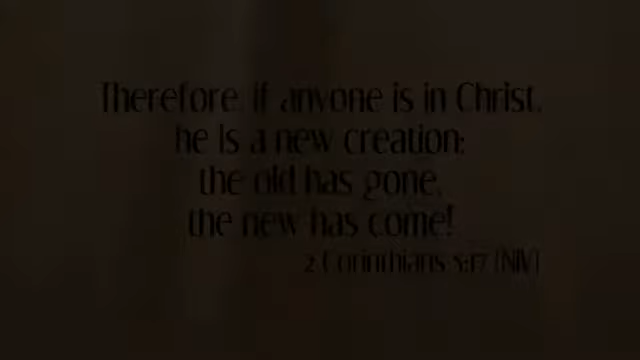 Therefore, if anyone is in Christ,
he is a new creation;
the old has gone,
the new has come!
2 Corinthians 5:17 (NIV)